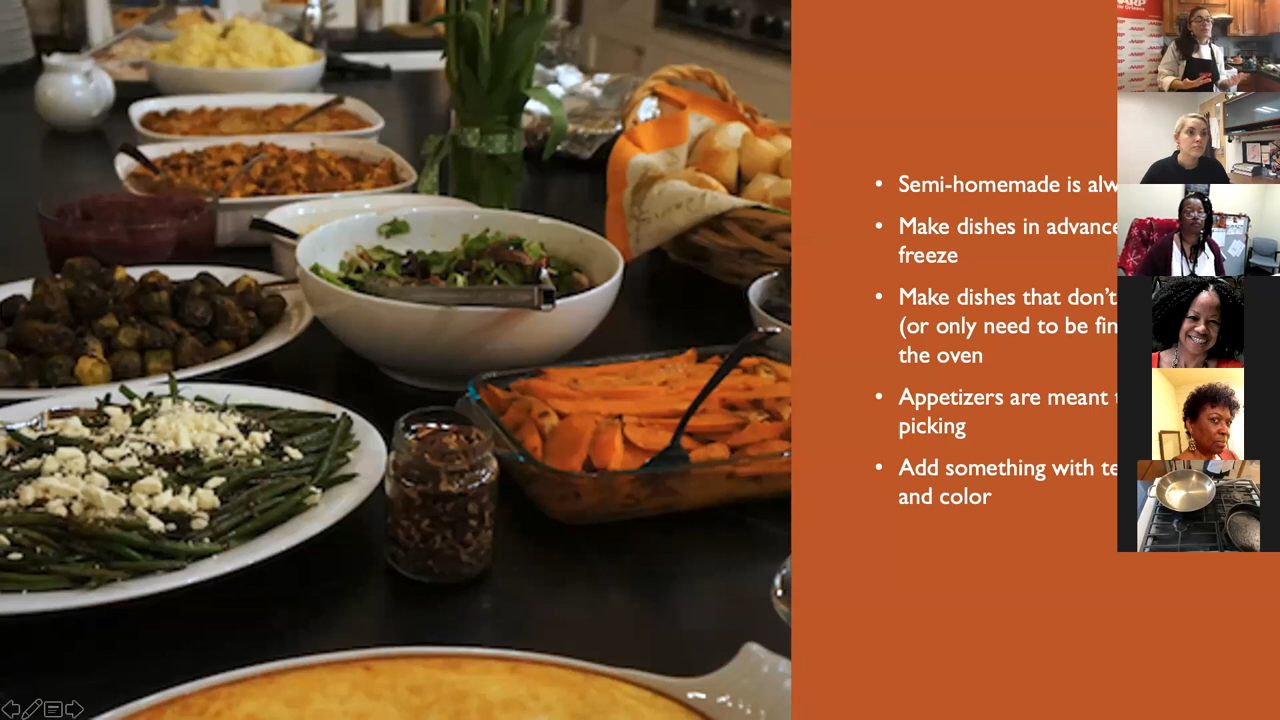 • Semi-homemade is alw
• Make dishes in advance
freeze
• Make dishes that don't
(or only need to be fin
the oven
• Appetizers are meant t
picking
• Add something with te
and color
AARP